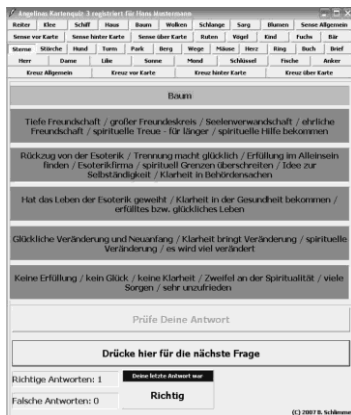 Angelinas Kartenquiz 3 registriert für Hans Mustermann
Reiter Klee Schiff Haus Baum Wolken Schlange Sarg Blumen Sense Allgemein
Sense vor Karte Sense hinter Karte Sense über Karte Ruten Vögel Kind Fuchs Bär
Sterne Störche Hund Turm Park Berg Wege Mäuse Herz Ring Buch Brief
Herr Dame Lilie Sonne Mond Schlüssel Fische Anker
Kreuz Allgemein Kreuz vor Karte Kreuz hinter Karte Kreuz über Karte
Baum
Tiefe Freundschaft / großer Freundeskreis / Seelenverwandschaft / ehrliche
Freundschaft / spirituelle Treue - für länger / spirituelle Hilfe bekommen
Rückzug von der Esoterik / Trennung macht glücklich / Erfüllung im Alleinsein
finden / Esoterikfirma / spirituell Grenzen überschreiten / Idee zur
Selbständigkeit / Klarheit in Behördensachen
Hat das Leben der Esoterik geweiht / Klarheit in der Gesundheit bekommen /
erfülltes bzw. glückliches Leben
Glückliche Veränderung und Neuanfang / Klarheit bringt Veränderung / spirituelle
Veränderung / es wird viel verändert
Keine Erfüllung / kein Glück / keine Klarheit / Zweifel an der Spiritualität / viele
Sorgen / sehr unzufrieden
Prüfe Deine Antwort
Drücke hier für die nächste Frage
Richtige Antworten: 1
Deine letzte Antwort war
Richtig
Falsche Antworten: 0
(C) 2007 B. Schlimme